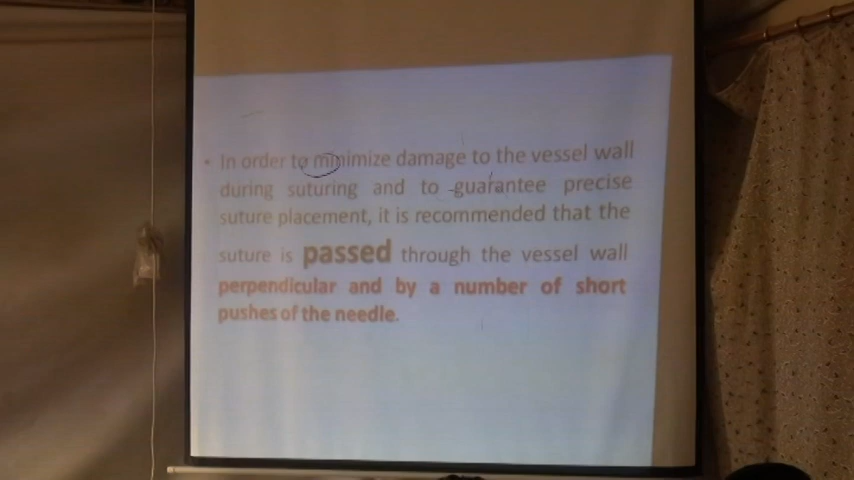 • In order to minimize damage to the vessel wall
during suturing and to guarantee precise
suture placement, it is recommended that the
suture is passed through the vessel wall
perpendicular and by a number of short
pushes of the needle.